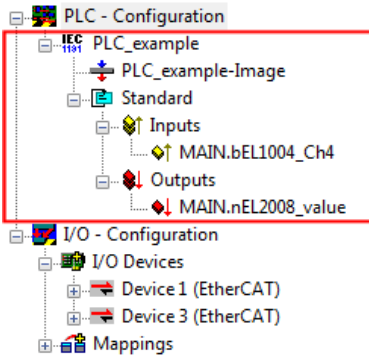 PLC - Configuration
IEC 1131 PLC_example
PLC_example-Image
Standard
Inputs
MAIN.bEL1004_Ch4
Outputs
MAIN.nEL2008_value
I/O - Configuration
I/O Devices
Device 1 (EtherCAT)
Device 3 (EtherCAT)
Mappings